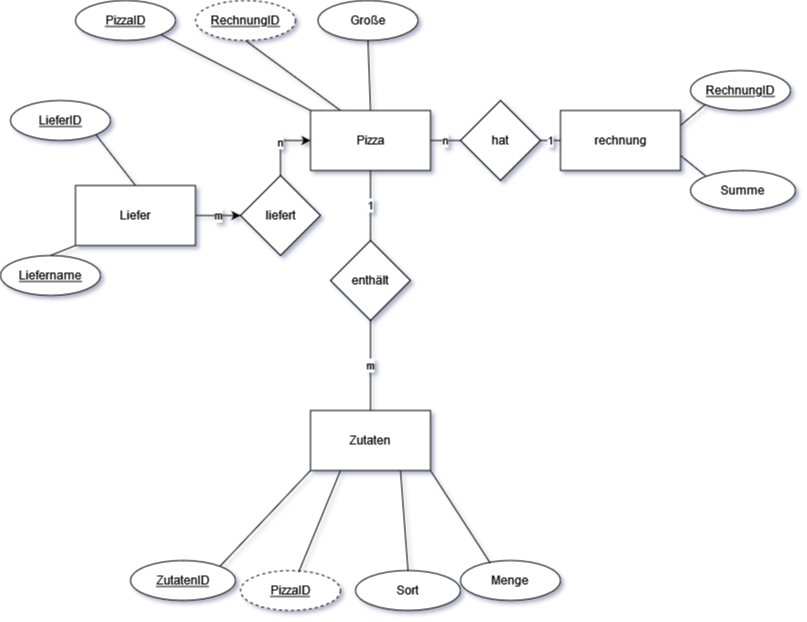 PizzaID
RechnungID
Große
LieferID
RechnungID
n
Pizza
n
hat
1
rechnung
Liefer
m
liefert
1
Summe
Liefername
enthält
m
Zutaten
ZutatenID
PizzaID
Sort
Menge